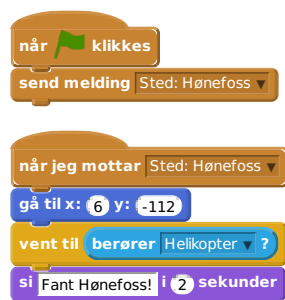 når klikkes
send melding Sted: Hønefoss ▼
når jeg mottar Sted: Hønefoss ▼
gå til x: 6 y: -112
vent til berører Helikopter ▼ ?
si Fant Hønefoss! i 2 sekunder